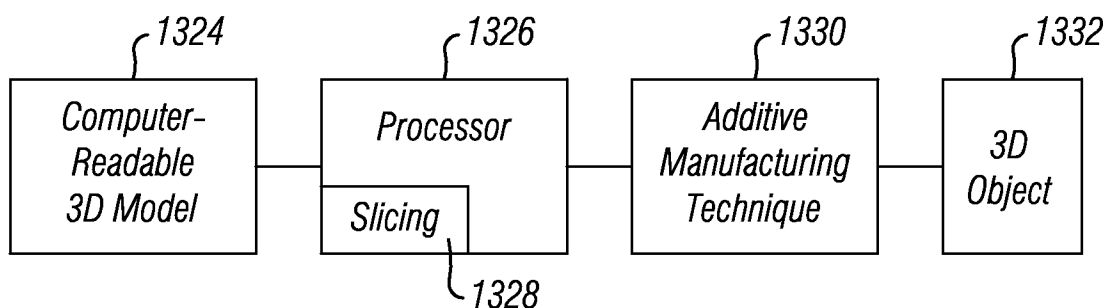 1324
1326
1330
1332
Computer-
Readable
3D Model
Processor
Slicing
1328
Additive
Manufacturing
Technique
3D
Object